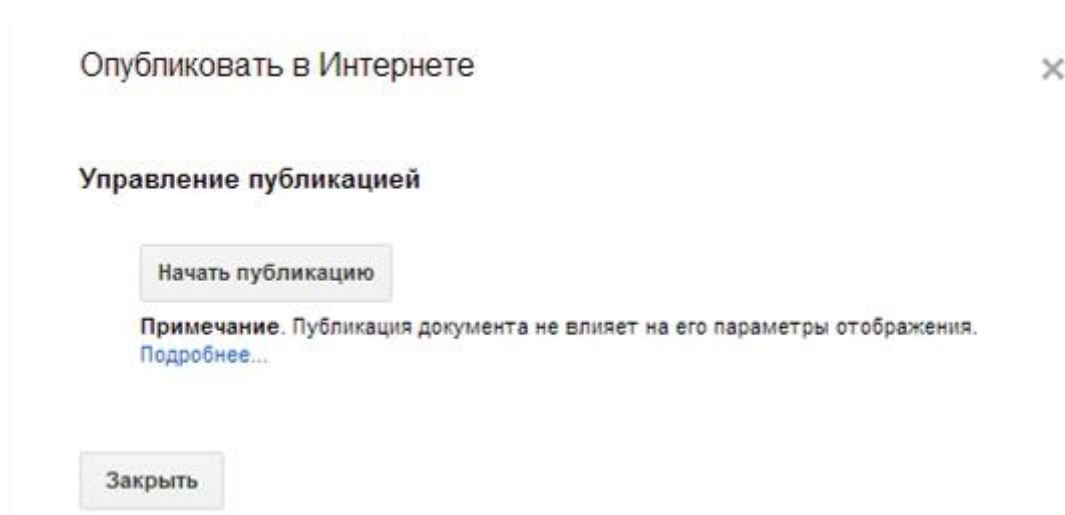 Опубликовать в Интернете
Управление публикацией
Начать публикацию
Примечание. Публикация документа не влияет на его параметры отображения.
Подробнее...
Закрыть